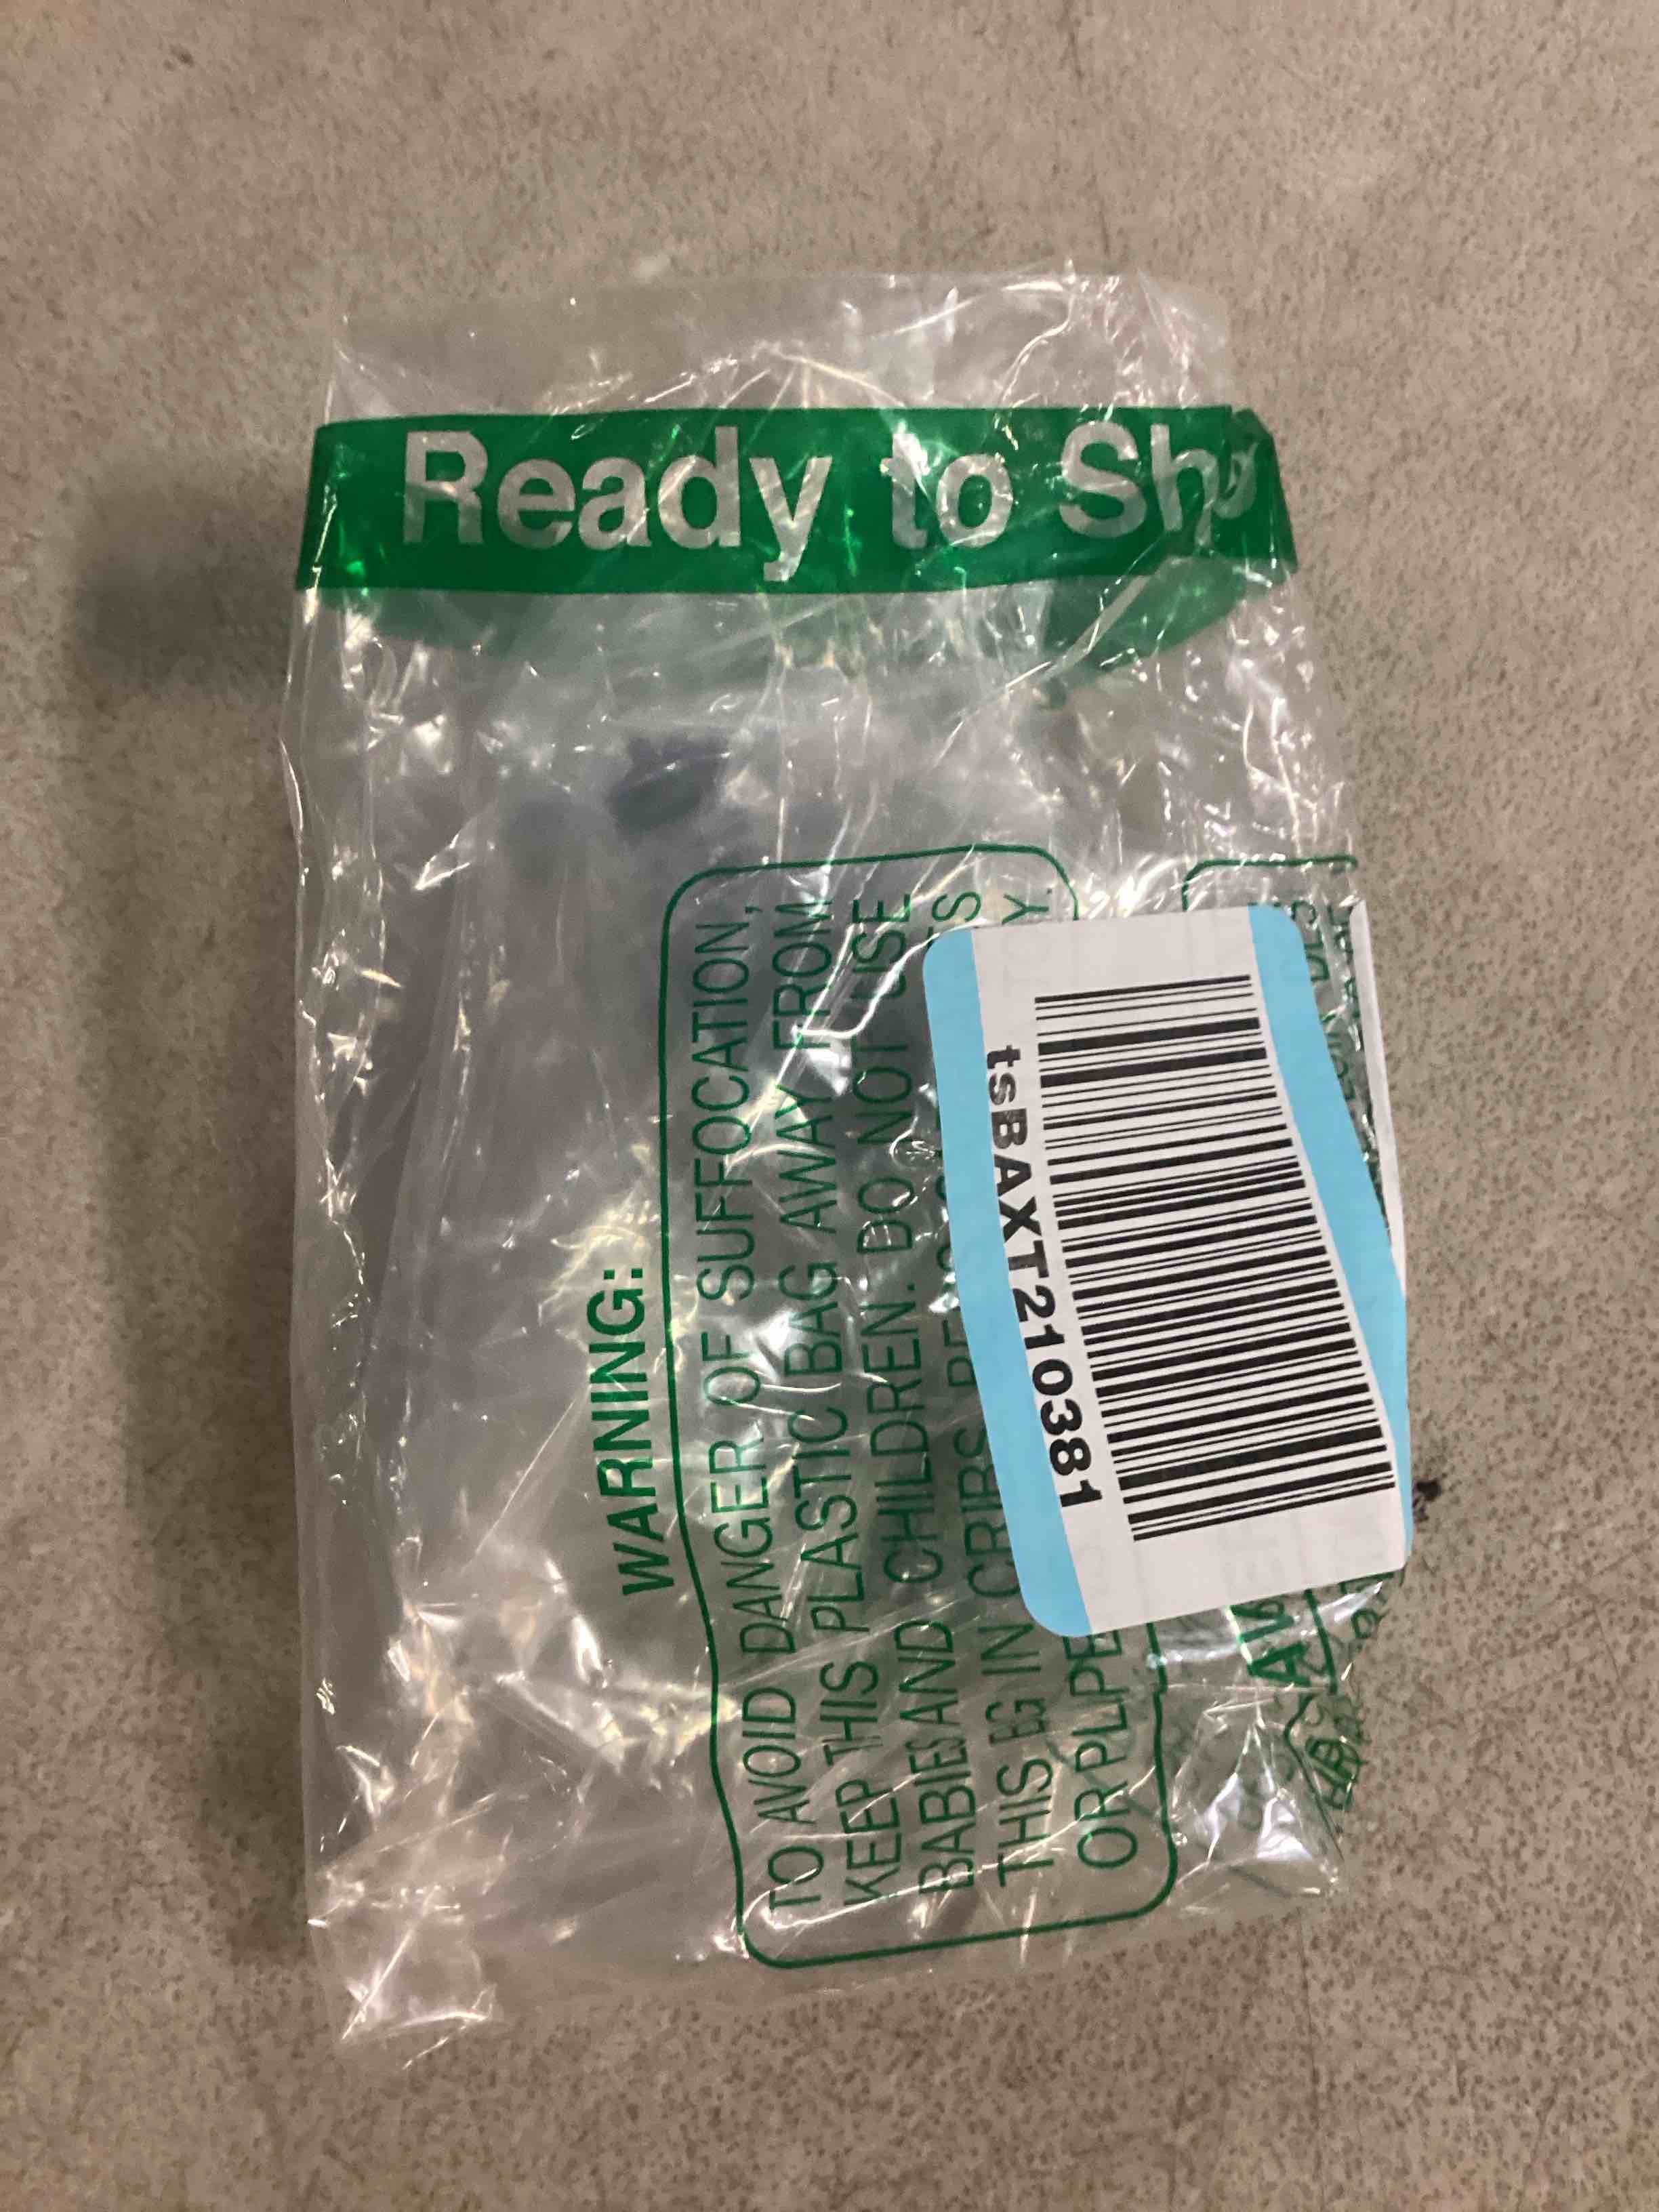 Ready to Sh
WARNING:
TO AVOID DANGER OF SUFFOCATION,
KEEP THIS PLASTIC BAG AWAY FROM
BABIES AND CHILDREN. DO NOT USE
THIS BG IN CRIBS
OR PLPE
tsBAXT210381